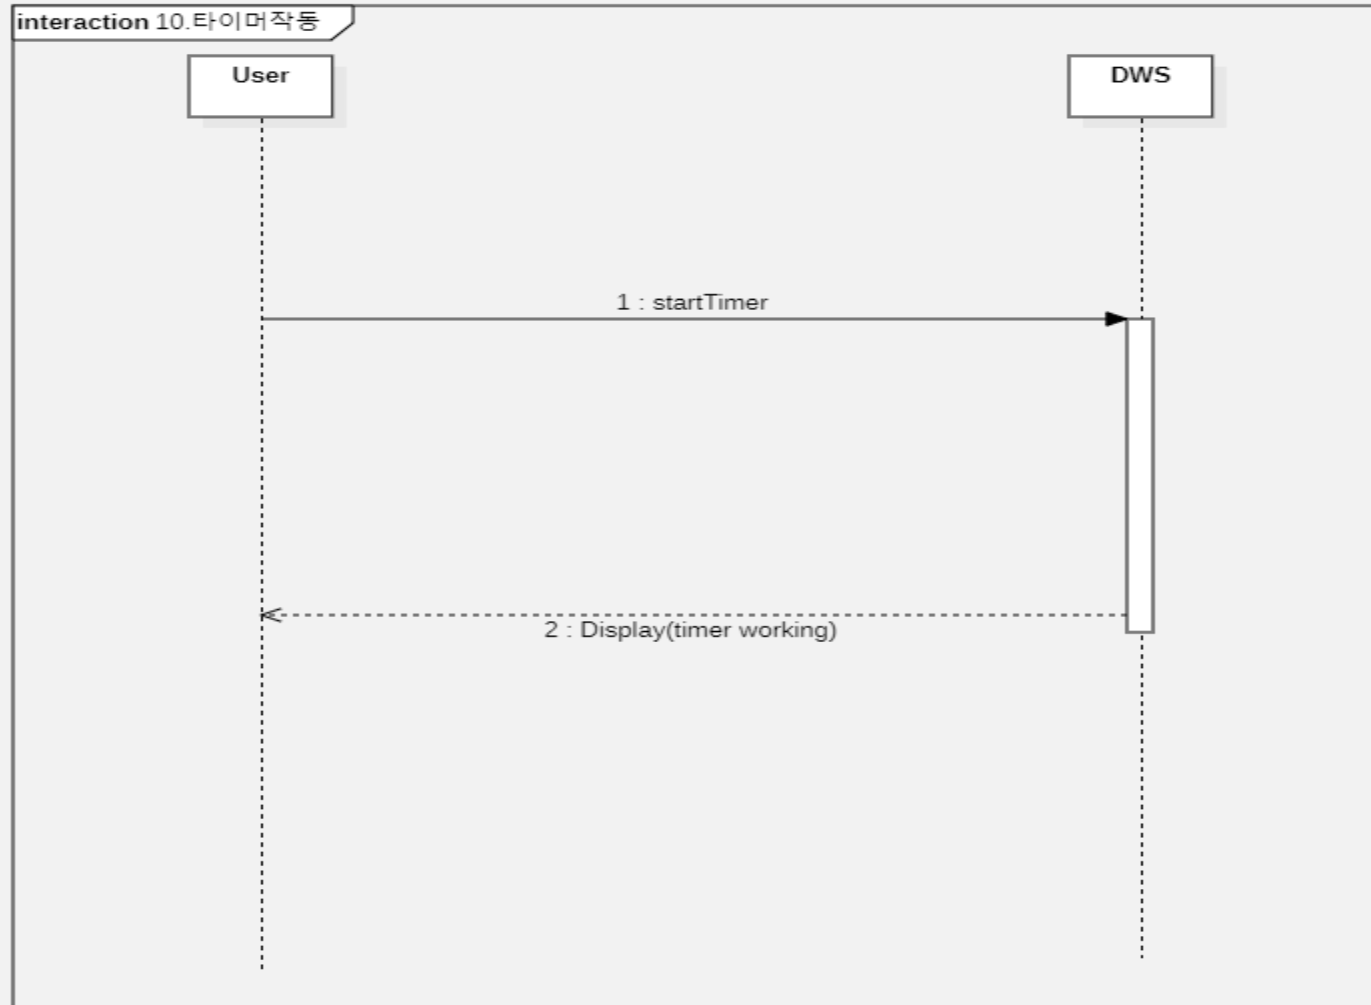 interaction 10.타이머작동
User
DWS
1 : startTimer
2 : Display(timer working)